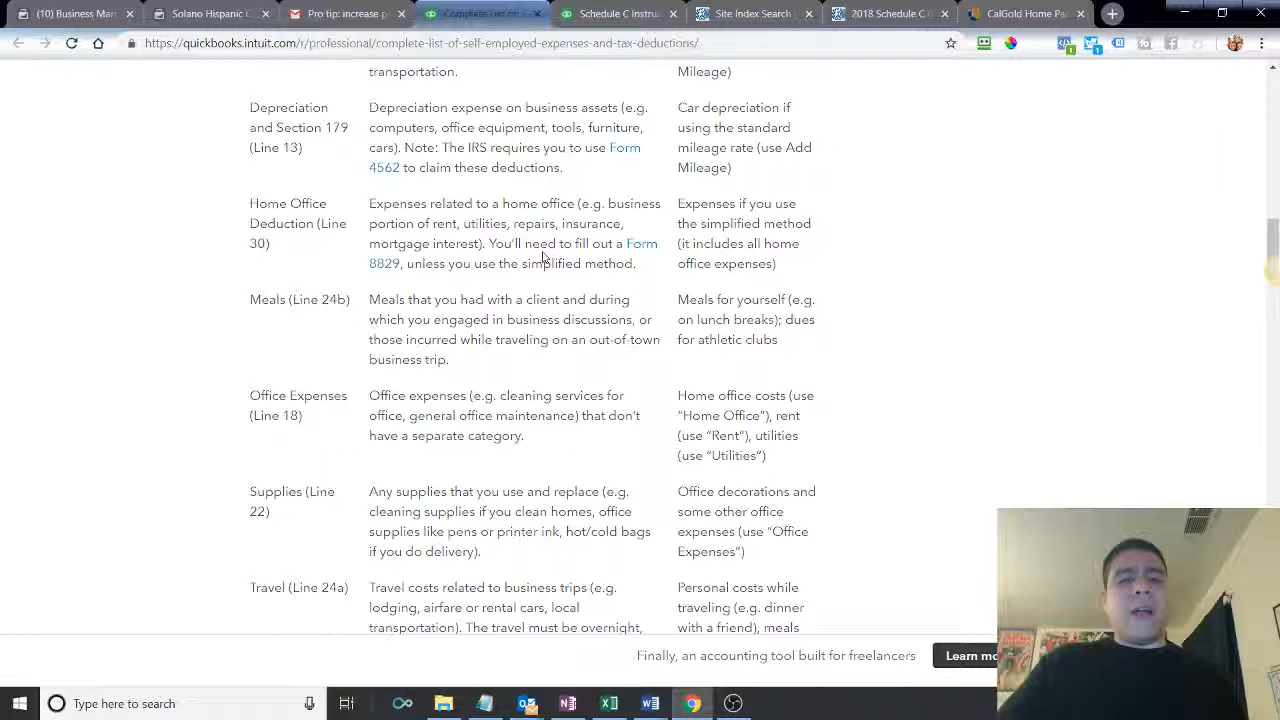 (10) Business Mar
Solano Hispanic C
Pro tip: increase p
Complete List of S
Schedule C Instru
Site Index Search
2018 Schedule C
CalGold Home Pa
https://quickbooks.intuit.com/r/professional/complete-list-of-self-employed-expenses-and-tax-deductions/
transportation.
Mileage)
Depreciation and Section 179 (Line 13)
Depreciation expense on business assets (e.g.
computers, office equipment, tools, furniture,
cars). Note: The IRS requires you to use Form
4562 to claim these deductions.
Car depreciation if
using the standard
mileage rate (use Add
Mileage)
Home Office
Deduction (Line
30)
Expenses related to a home office (e.g. business
portion of rent, utilities, repairs, insurance,
mortgage interest). You'll need to fill out a Form
8829, unless you use the simplified method.
Expenses if you use
the simplified method
(it includes all home
office expenses)
Meals (Line 24b)
Meals that you had with a client and during
which you engaged in business discussions, or
those incurred while traveling on an out-of-town
business trip.
Meals for yourself (e.g.
on lunch breaks); dues
for athletic clubs
Office Expenses
(Line 18)
Office expenses (e.g. cleaning services for
office, general office maintenance) that don't
have a separate category.
Home office costs (use
"Home Office"), rent
(use "Rent"), utilities
(use "Utilities")
Supplies (Line
22)
Any supplies that you use and replace (e.g.
cleaning supplies if you clean homes, office
supplies like pens or printer ink, hot/cold bags
if you do delivery).
Office decorations and
some other office
expenses (use "Office
Expenses")
Travel (Line 24a)
Travel costs related to business trips (e.g.
lodging, airfare or rental cars, local
transportation). The travel must be overnight,
Personal costs while
traveling (e.g. dinner
with a friend), meals
Finally, an accounting tool built for freelancers
Learn mo
Type here to search